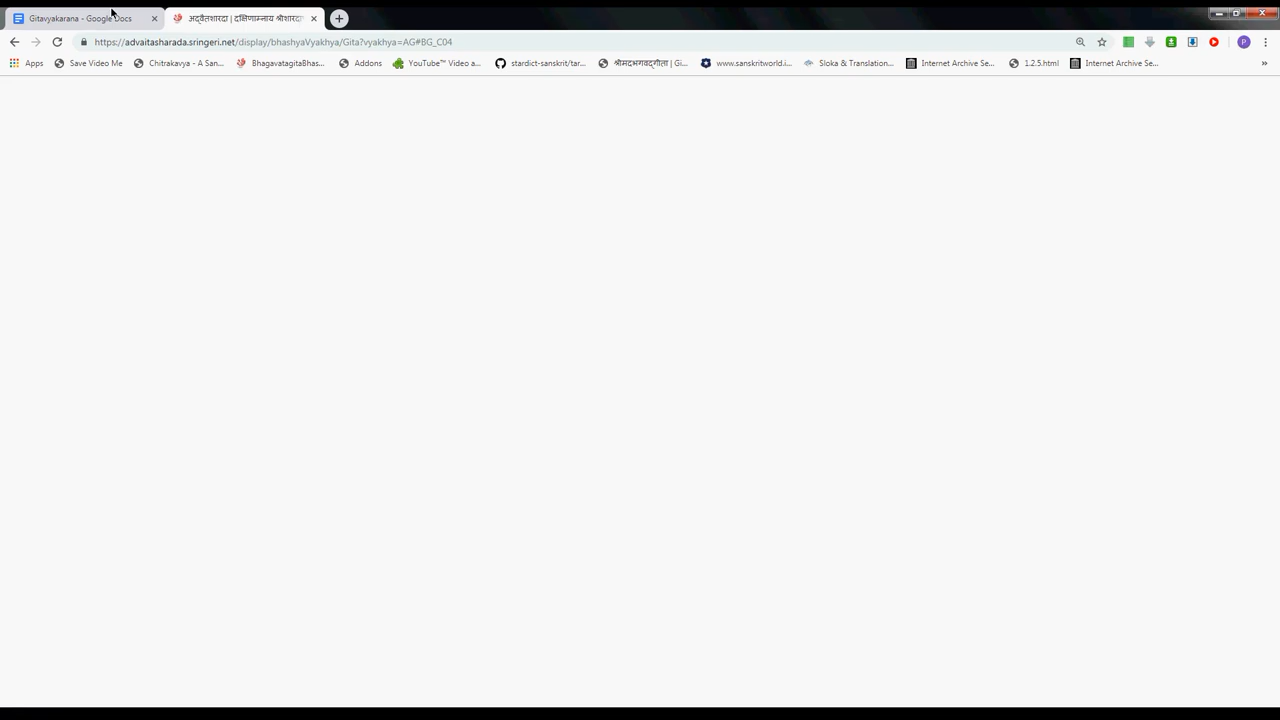 Gitavyakarana - Google Docs
अद्वैतशारदा | दक्षिणाम्नाय श्रीशारदा
https://advaitasharada.sringeri.net/display/bhashyaVyakhya/Gita?vyakhya=AG#BG_C04
P
Apps Save Video Me Chitrakavya - A San... BhagavatagitaBhas... Addons YouTube™ Video a... stardict-sanskrit/tar... श्रीमद्भगवद्गीता | Gi... www.sanskritworld.i... Sloka & Translation... Internet Archive Se... 1.2.5.html Internet Archive Se... »